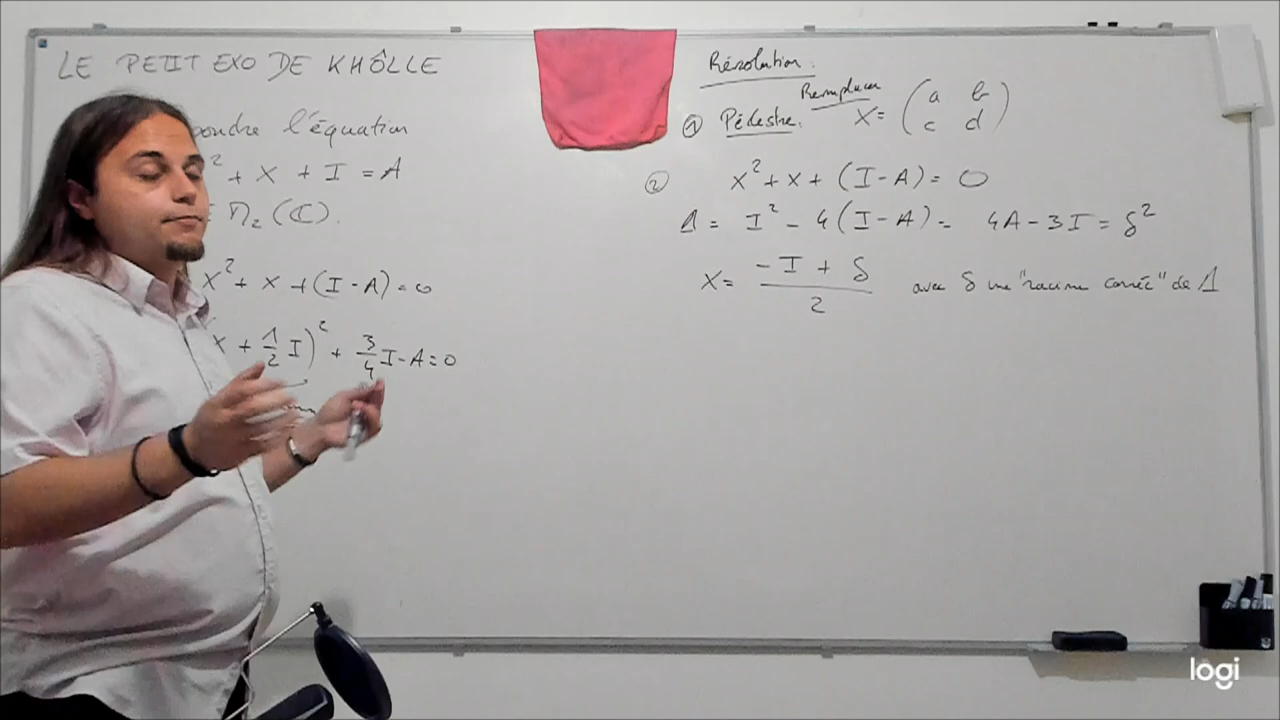 LE PETIT EXO DE KHÔLLE
l'équation
² + X + I = A
M₂ (ℂ).
X² + X + (I-A) = 0
X + 1/2 I)² + 3/4 I - A = 0
Résolution :
Remplacer
① Pédestre. X = (a b
c d)
② X² + X + (I-A) = 0
Δ = I² - 4(I-A) = 4A - 3I = δ²
X = (-I + δ)/2 avec δ une "racine carrée" de Δ
logi